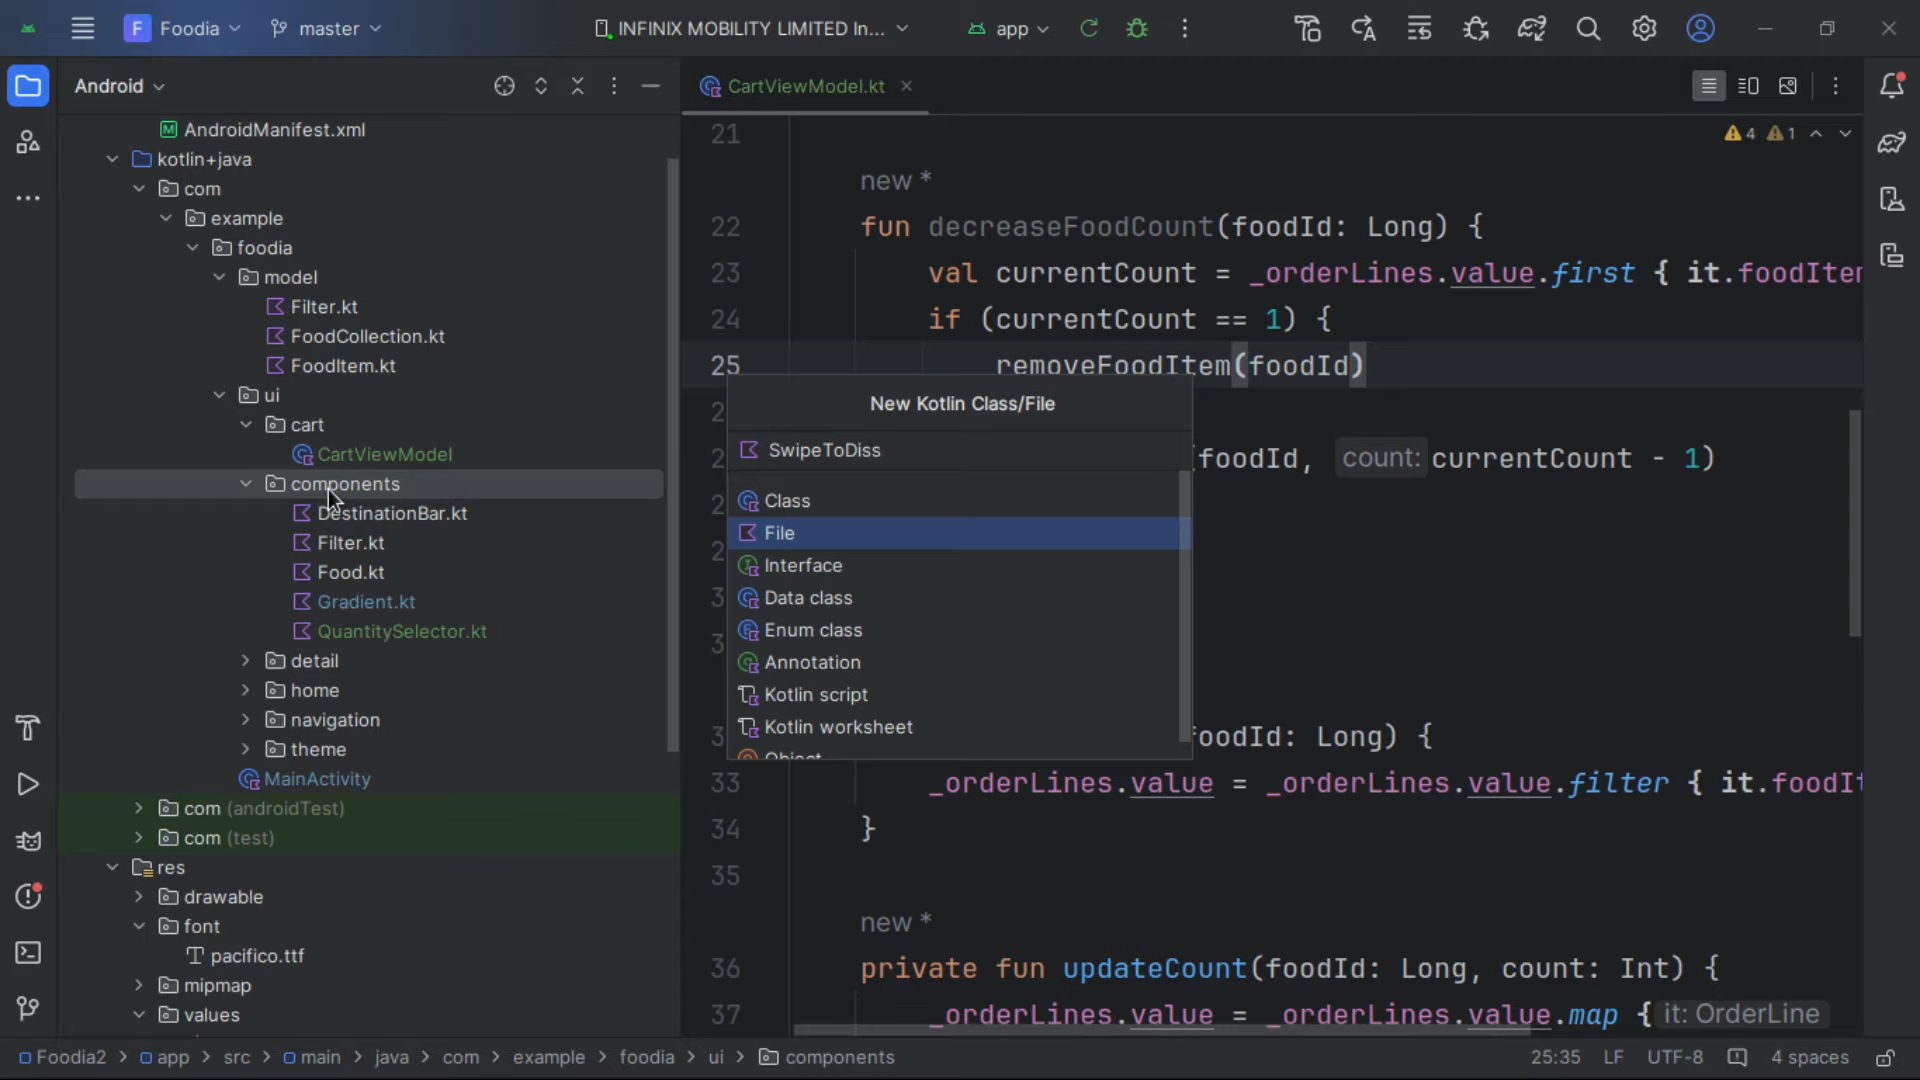 F Foodia master INFINIX MOBILITY LIMITED In... app
Android
CartViewModel.kt
AndroidManifest.xml
kotlin+java
com
example
foodia
model
Filter.kt
FoodCollection.kt
FoodItem.kt
ui
cart
CartViewModel
components
DestinationBar.kt
Filter.kt
Food.kt
Gradient.kt
QuantitySelector.kt
detail
home
navigation
theme
MainActivity
com (androidTest)
com (test)
res
drawable
font
pacifico.ttf
mipmap
values
4 1
21
new *
22 fun decreaseFoodCount(foodId: Long) {
23 val currentCount = _orderLines.value.first { it.foodItem
24 if (currentCount == 1) {
25 removeFoodItem(foodId)
New Kotlin Class/File
SwipeToDiss
Class
File
Interface
Data class
Enum class
Annotation
Kotlin script
Kotlin worksheet
Object
(foodId, count: currentCount - 1)
oodId: Long) {
33 _orderLines.value = _orderLines.value.filter { it.foodIt
34 }
35
new *
36 private fun updateCount(foodId: Long, count: Int) {
37 _orderLines.value = _orderLines.value.map { it: OrderLine
Foodia2 > app > src > main > java > com > example > foodia > ui > components
25:35 LF UTF-8 4 spaces